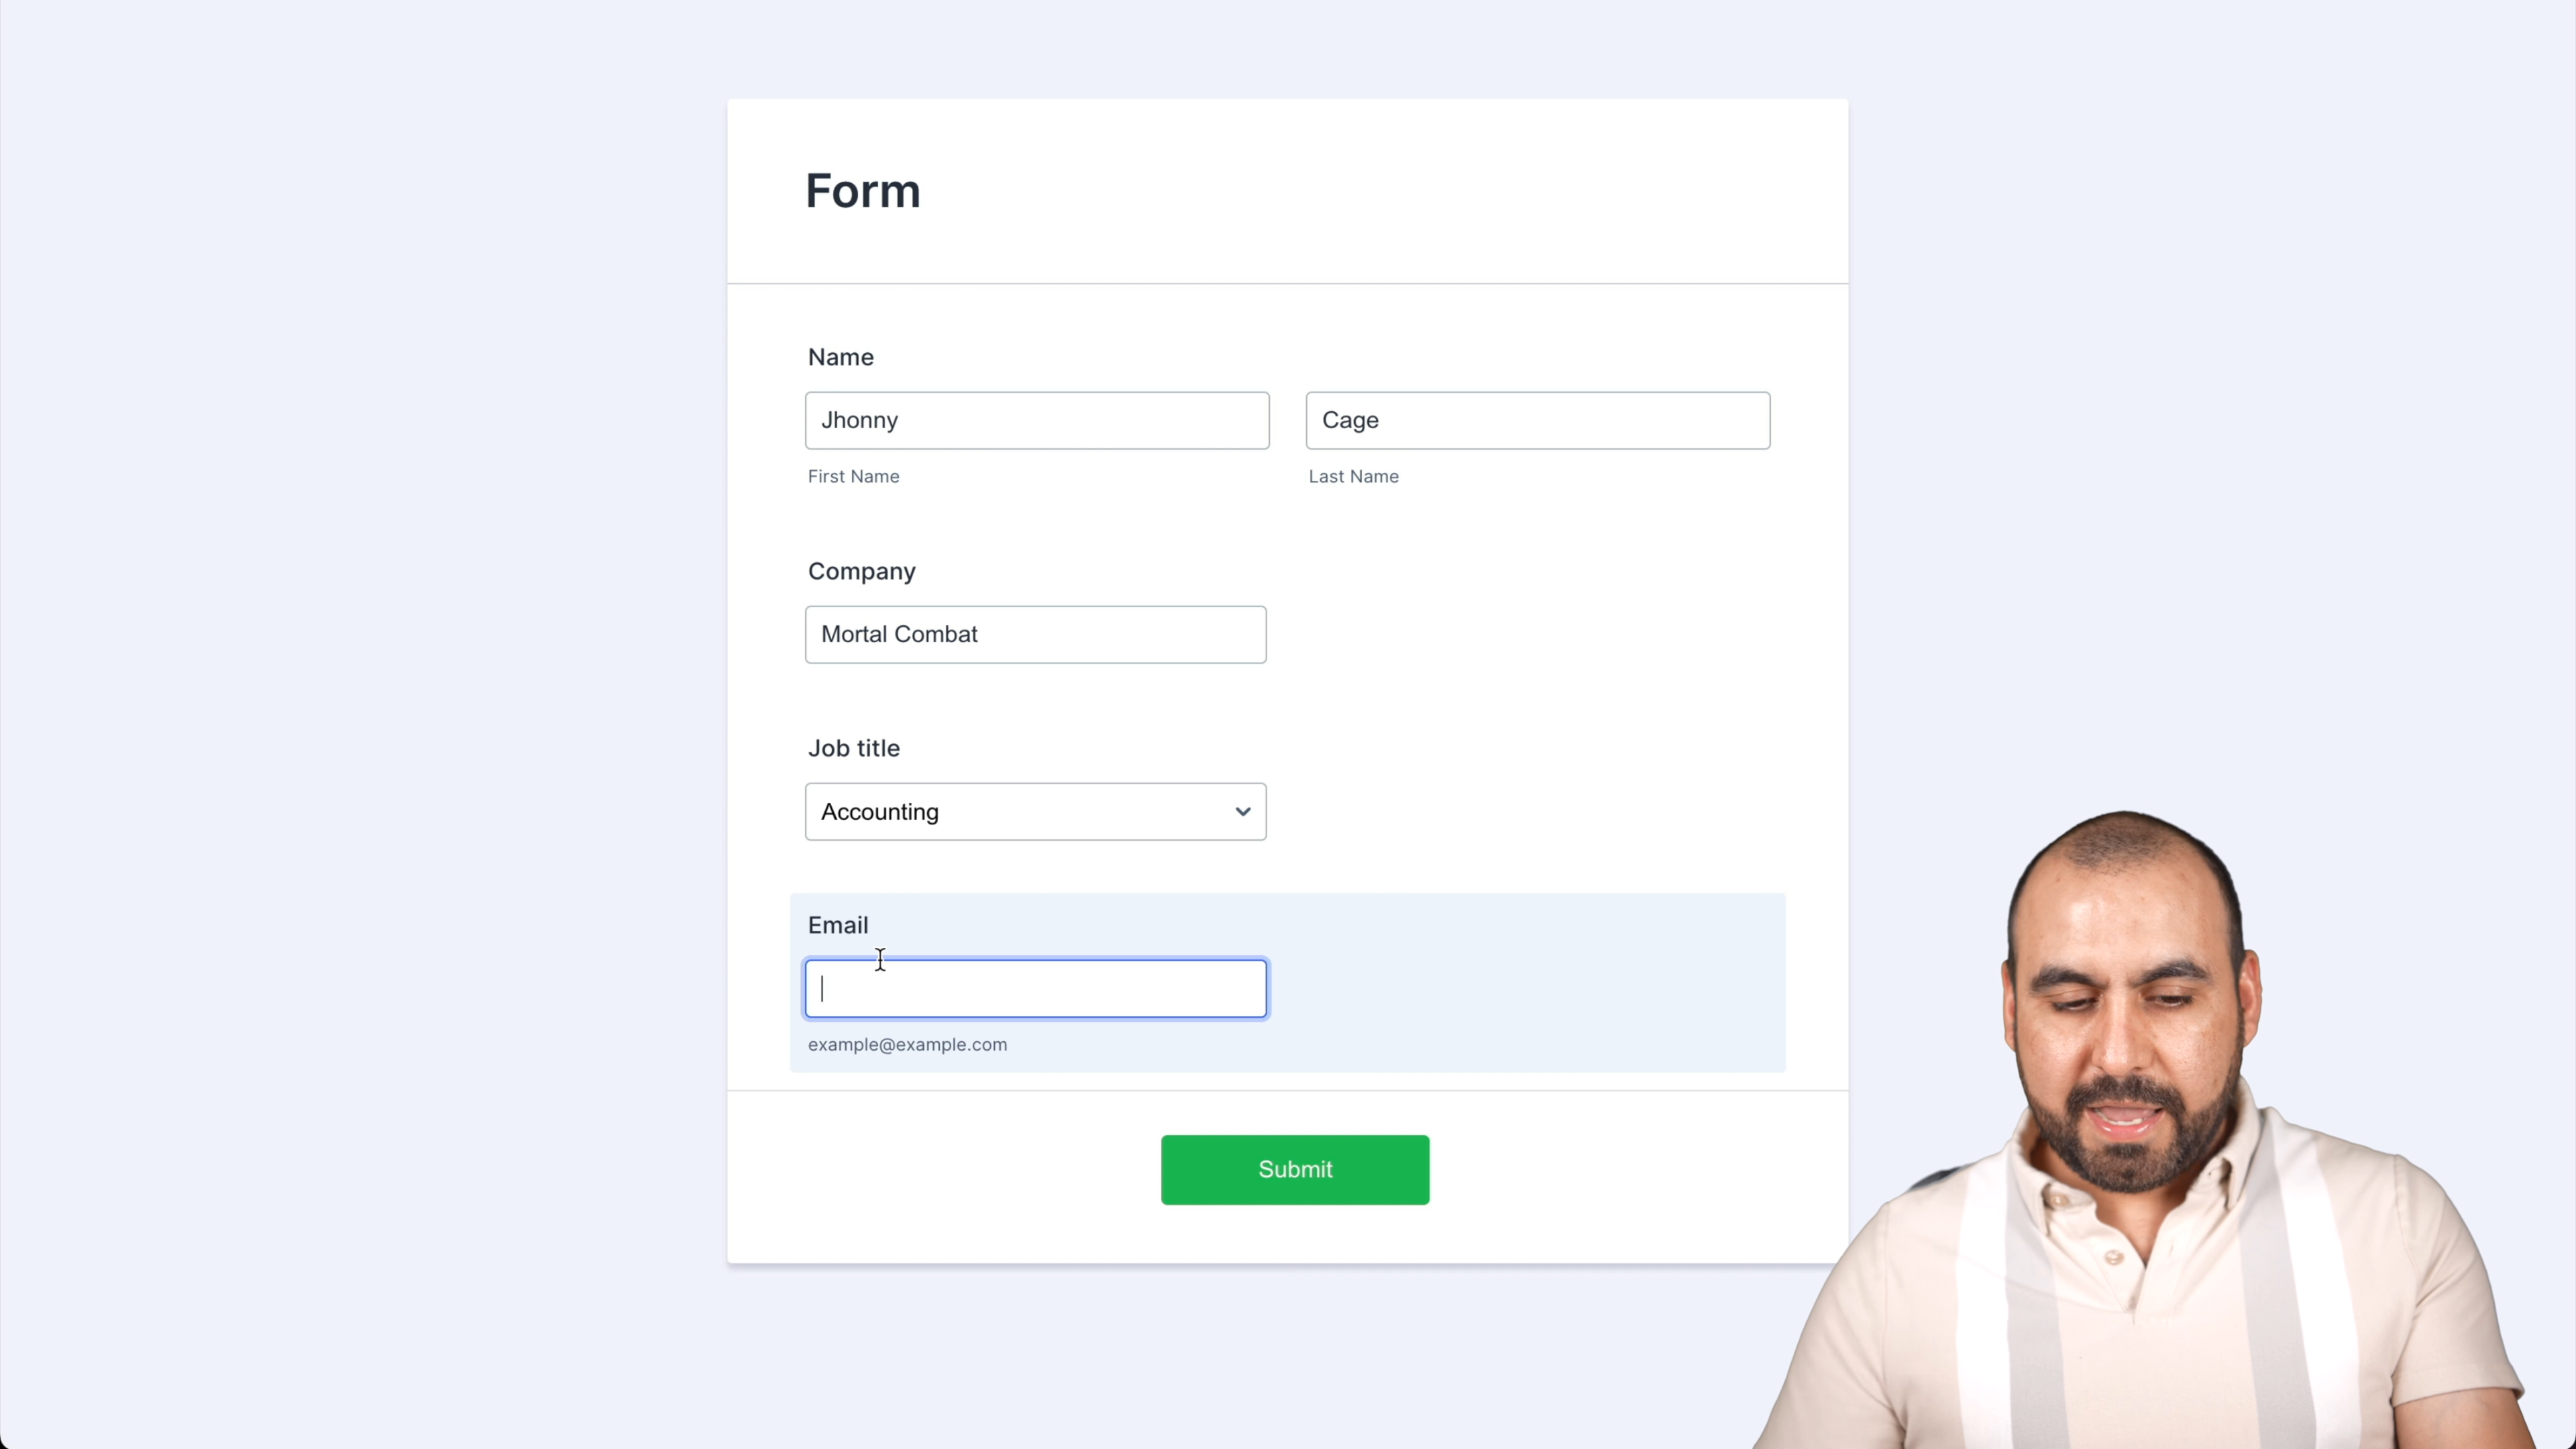 Form
Name
Jhonny
Cage
First Name
Last Name
Company
Mortal Combat
Job title
Accounting
Email
example@example.com
Submit